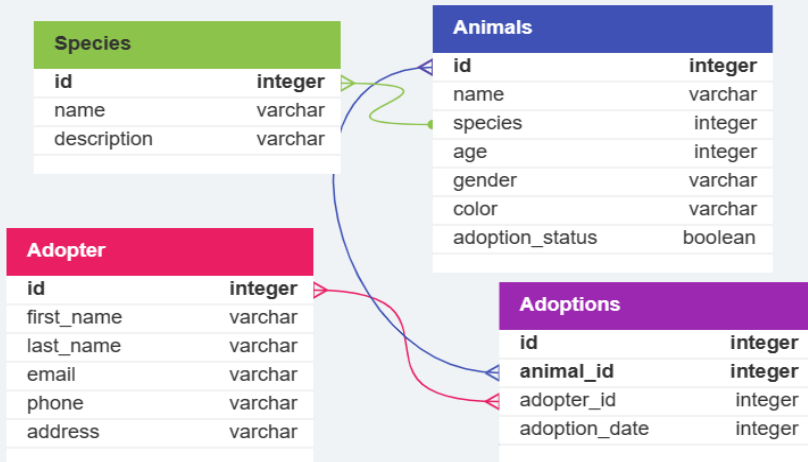 Species
id integer
name varchar
description varchar
Animals
id integer
name varchar
species integer
age integer
gender varchar
color varchar
adoption_status boolean
Adopter
id integer
first_name varchar
last_name varchar
email varchar
phone varchar
address varchar
Adoptions
id integer
animal_id integer
adopter_id integer
adoption_date integer